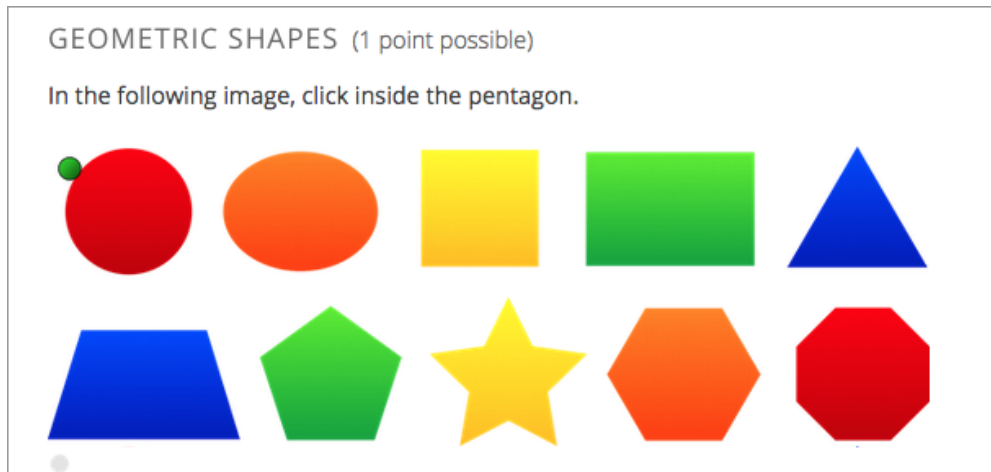 GEOMETRIC SHAPES (1 point possible)
In the following image, click inside the pentagon.